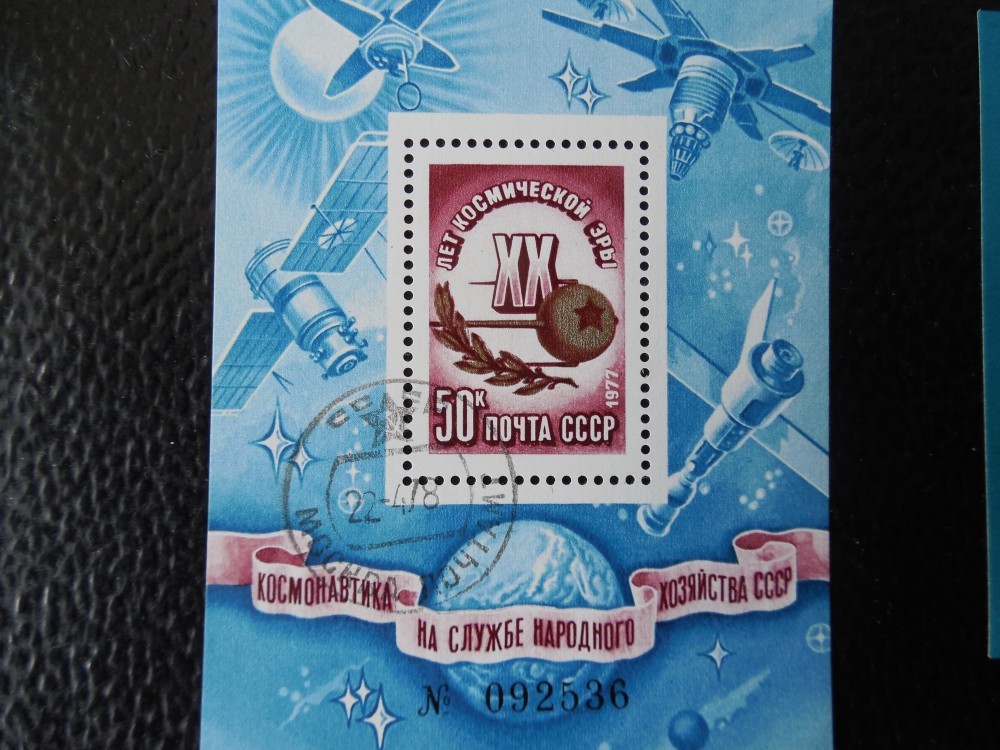 ЛЕТ КОСМИЧЕСКОЙ ЭРЫ
XX
1977
50К ПОЧТА СССР
22-4-78
МОСКВА
КОСМОНАВТИКА
НА СЛУЖБЕ НАРОДНОГО
ХОЗЯЙСТВА СССР
№ 092536